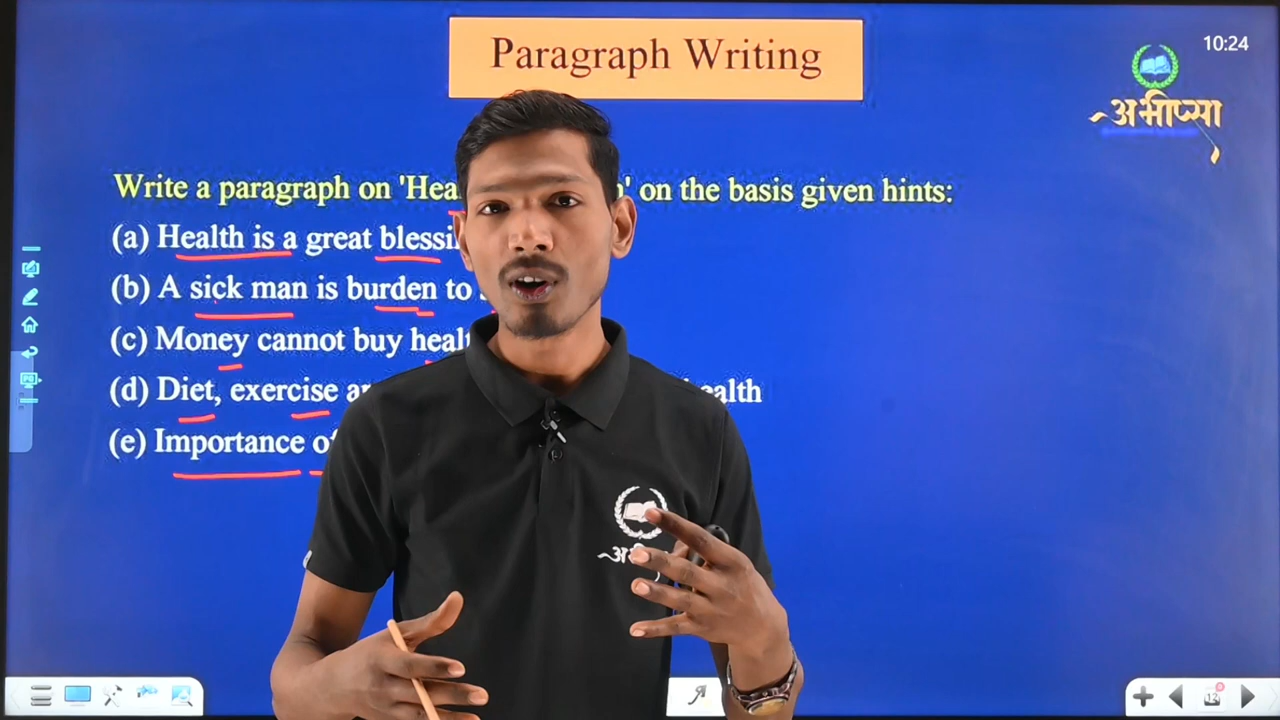 Paragraph Writing
10:24
अभीप्सा
Write a paragraph on 'Hea ' on the basis given hints:
(a) Health is a great blessi
(b) A sick man is burden to
(c) Money cannot buy healt
(d) Diet, exercise a ealth
(e) Importance of